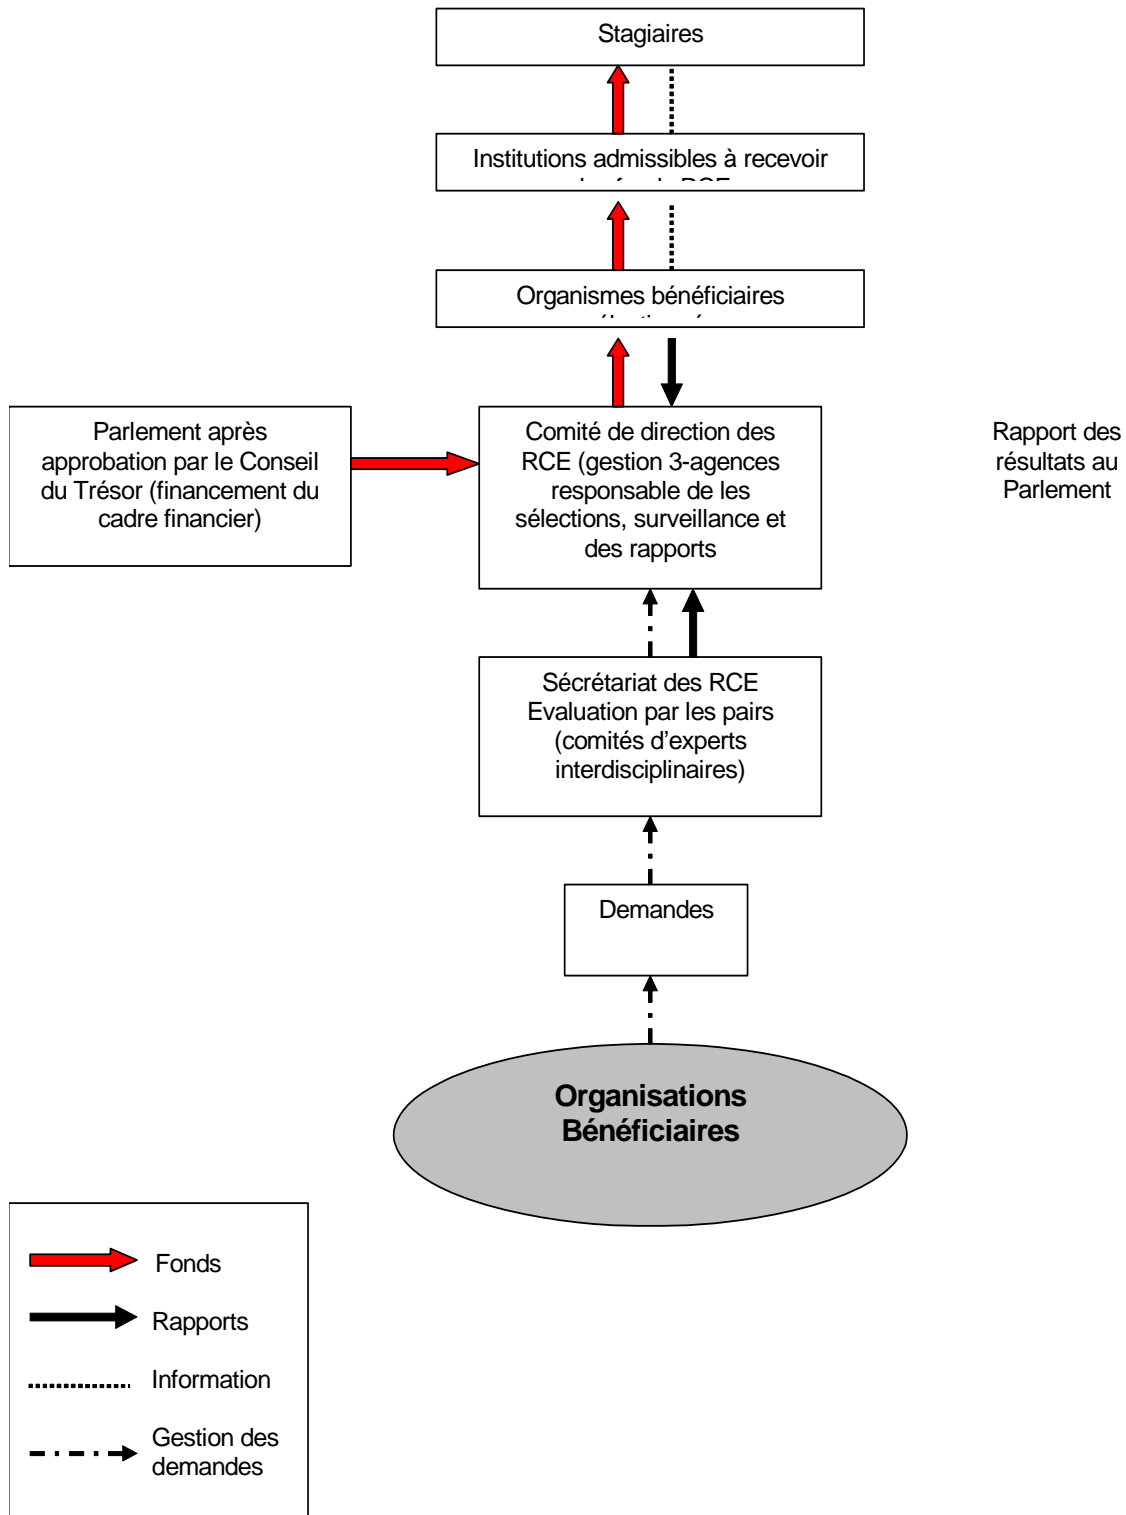 Stagiaires
Institutions admissibles à recevoir
Organismes bénéficiaires
Parlement après
approbation par le Conseil
du Trésor (financement du
cadre financier)
Comité de direction des
RCE (gestion 3-agences
responsable de les
sélections, surveillance et
des rapports
Rapport des
résultats au
Parlement
Sécrétariat des RCE
Evaluation par les pairs
(comités d’experts
interdisciplinaires)
Demandes
Organisations
Bénéficiaires
Fonds
Rapports
Information
Gestion des
demandes